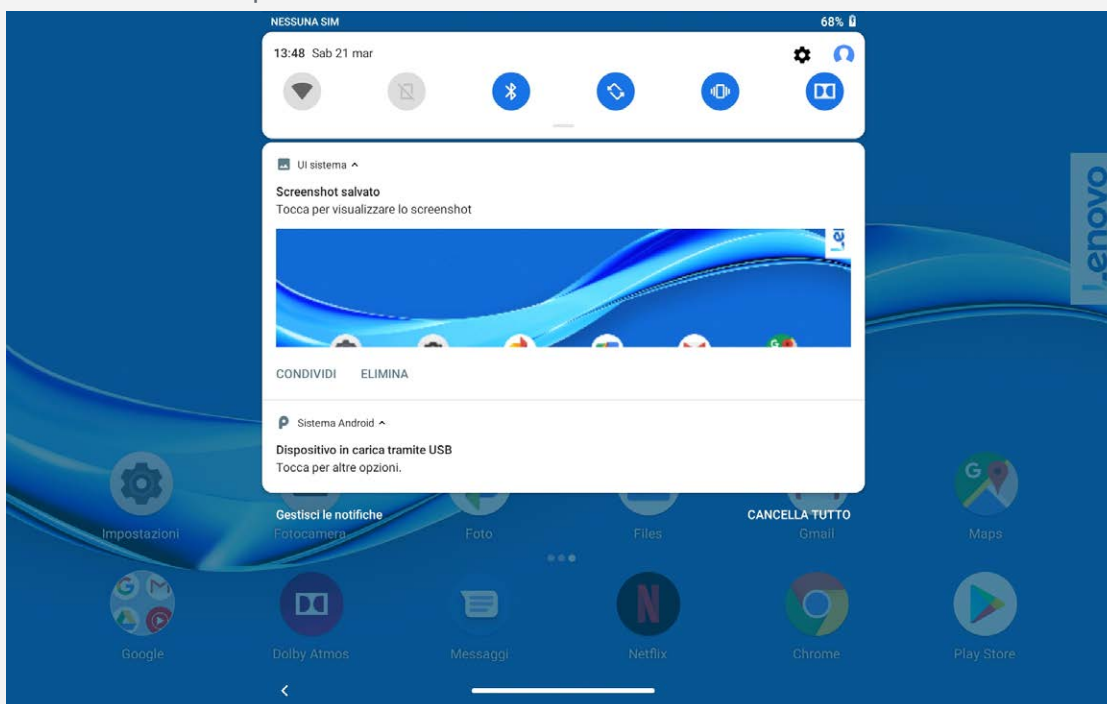 NESSUNA SIM 68%
13:48 Sab 21 mar
UI sistema
Screenshot salvato
Tocca per visualizzare lo screenshot
Len
CONDIVIDI ELIMINA
Sistema Android
Dispositivo in carica tramite USB
Tocca per altre opzioni.
Gestisci le notifiche CANCELLA TUTTO
Impostazioni Fotocamera Foto Files Gmail Maps
Google Dolby Atmos Messaggi Netflix Chrome Play Store
Lenovo